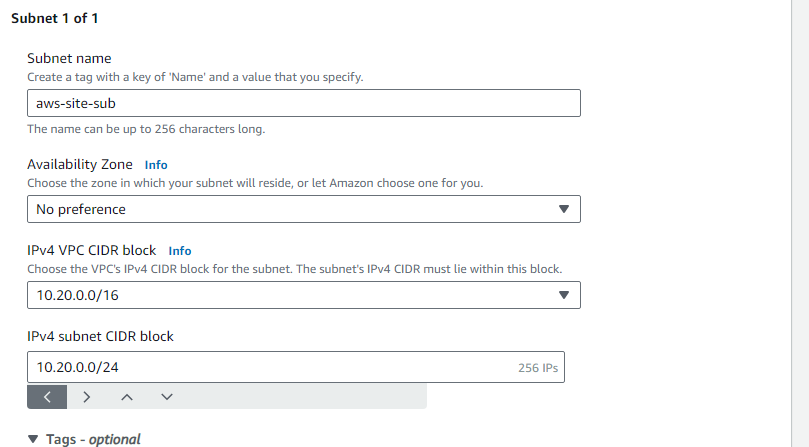 Subnet 1 of 1
Subnet name
Create a tag with a key of 'Name' and a value that you specify.
aws-site-sub
The name can be up to 256 characters long.
Availability Zone Info
Choose the zone in which your subnet will reside, or let Amazon choose one for you.
No preference
IPv4 VPC CIDR block Info
Choose the VPC's IPv4 CIDR block for the subnet. The subnet's IPv4 CIDR must lie within this block.
10.20.0.0/16
IPv4 subnet CIDR block
10.20.0.0/24 256 IPs
Tags - optional